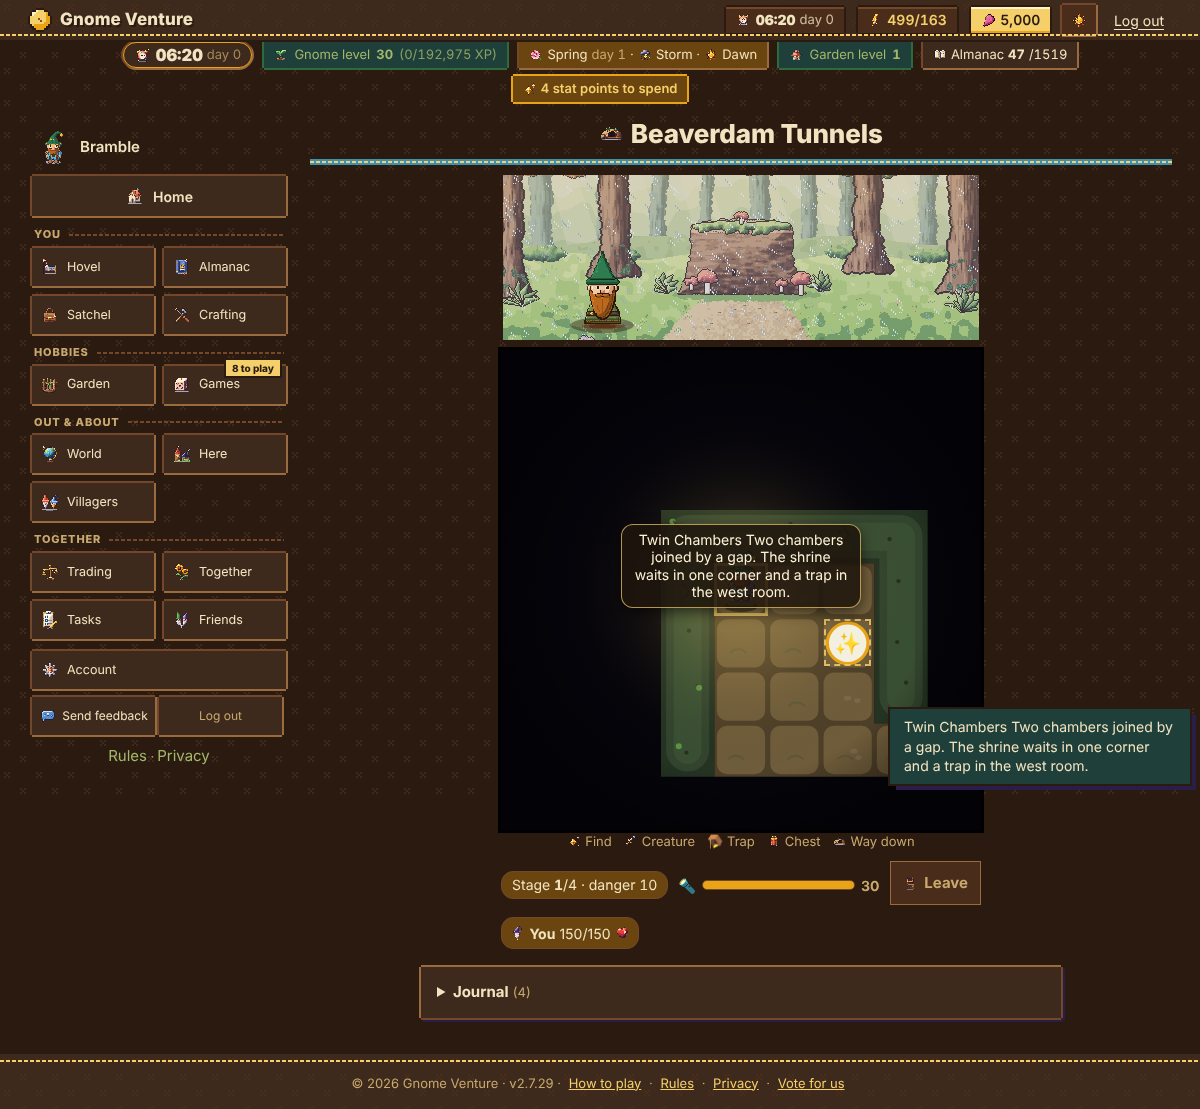 Gnome Venture
06:20 day 0
499/163
5,000
Log out
06:20 day 0
Gnome level 30 (0/192,975 XP)
Spring day 1 · Storm · Dawn
Garden level 1
Almanac 47 /1519
4 stat points to spend
Bramble
Home
YOU
Hovel
Almanac
Satchel
Crafting
HOBBIES
8 to play
Garden
Games
OUT & ABOUT
World
Here
Villagers
TOGETHER
Trading
Together
Tasks
Friends
Account
Send feedback
Log out
Rules · Privacy
Beaverdam Tunnels
Twin Chambers Two chambers
joined by a gap. The shrine
waits in one corner and a trap in
the west room.
Twin Chambers Two chambers joined by
a gap. The shrine waits in one corner
and a trap in the west room.
Find Creature Trap Chest Way down
Stage 1/4 · danger 10
30
Leave
You 150/150
Journal (4)
© 2026 Gnome Venture · v2.7.29 · How to play · Rules · Privacy · Vote for us